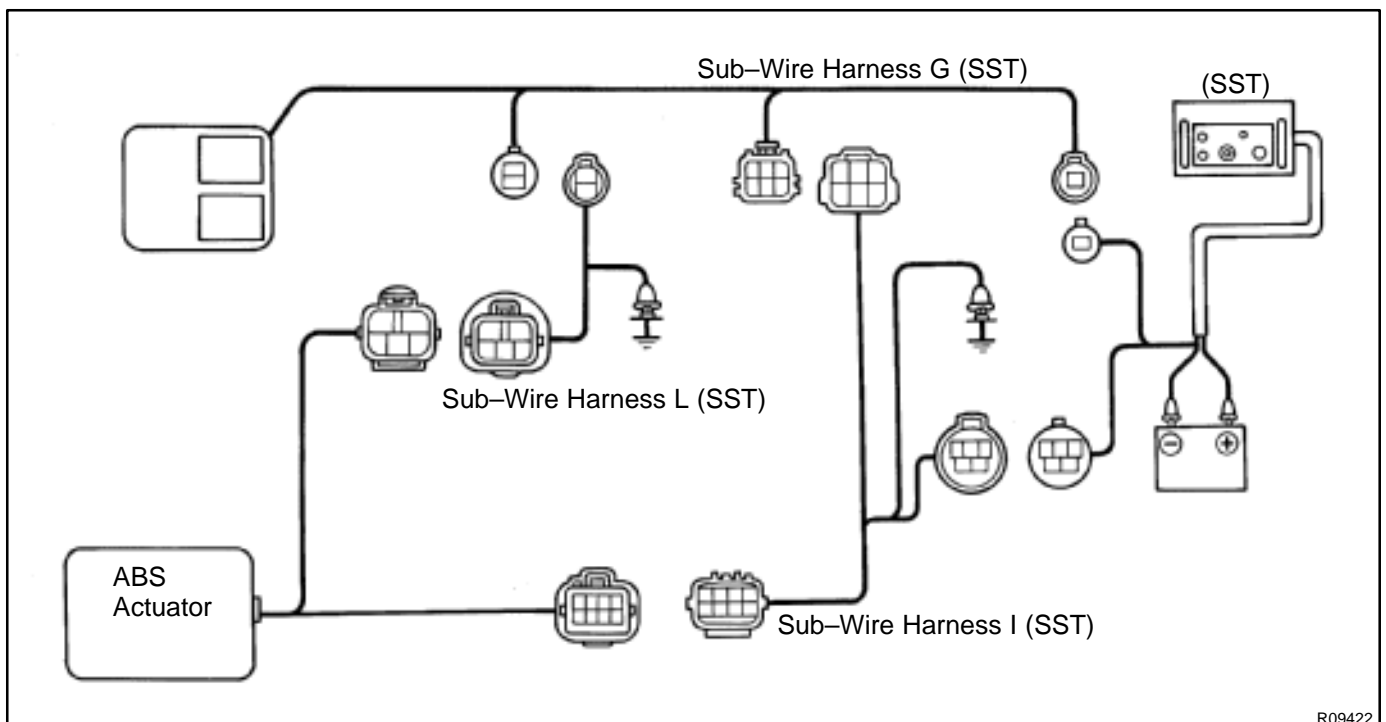 Sub–Wire Harness G (SST)
(SST)
Sub–Wire Harness L (SST)
− +
ABS
Actuator
Sub–Wire Harness I (SST)
R09422